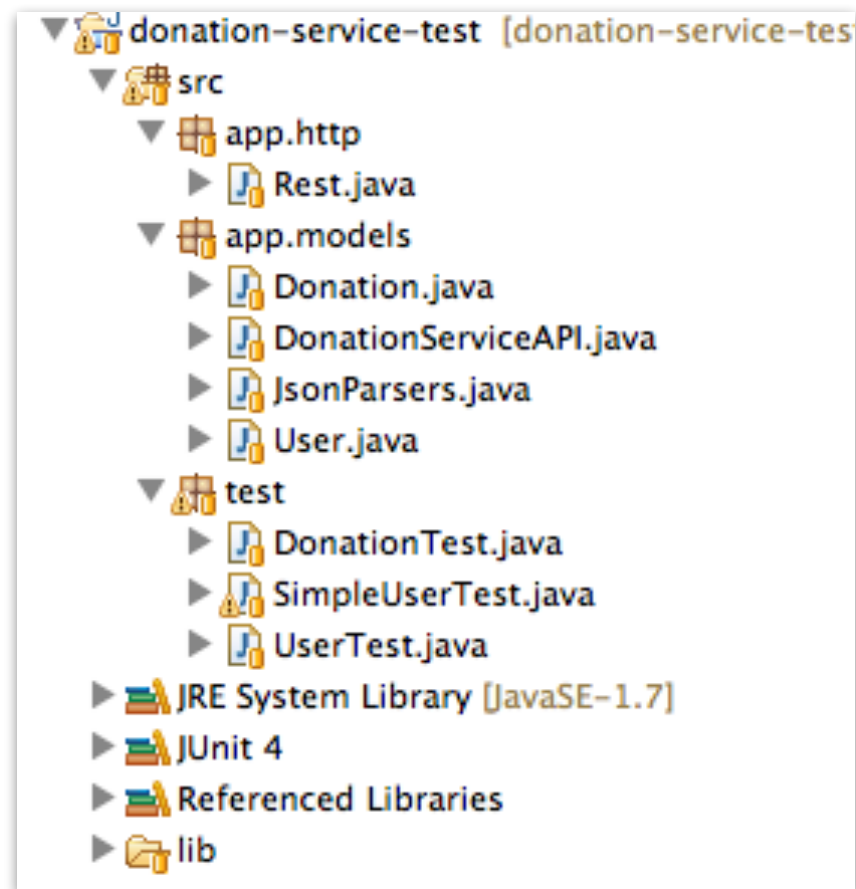 donation-service-test [donation-service-tes
src
app.http
Rest.java
app.models
Donation.java
DonationServiceAPI.java
JsonParsers.java
User.java
test
DonationTest.java
SimpleUserTest.java
UserTest.java
JRE System Library [JavaSE-1.7]
JUnit 4
Referenced Libraries
lib